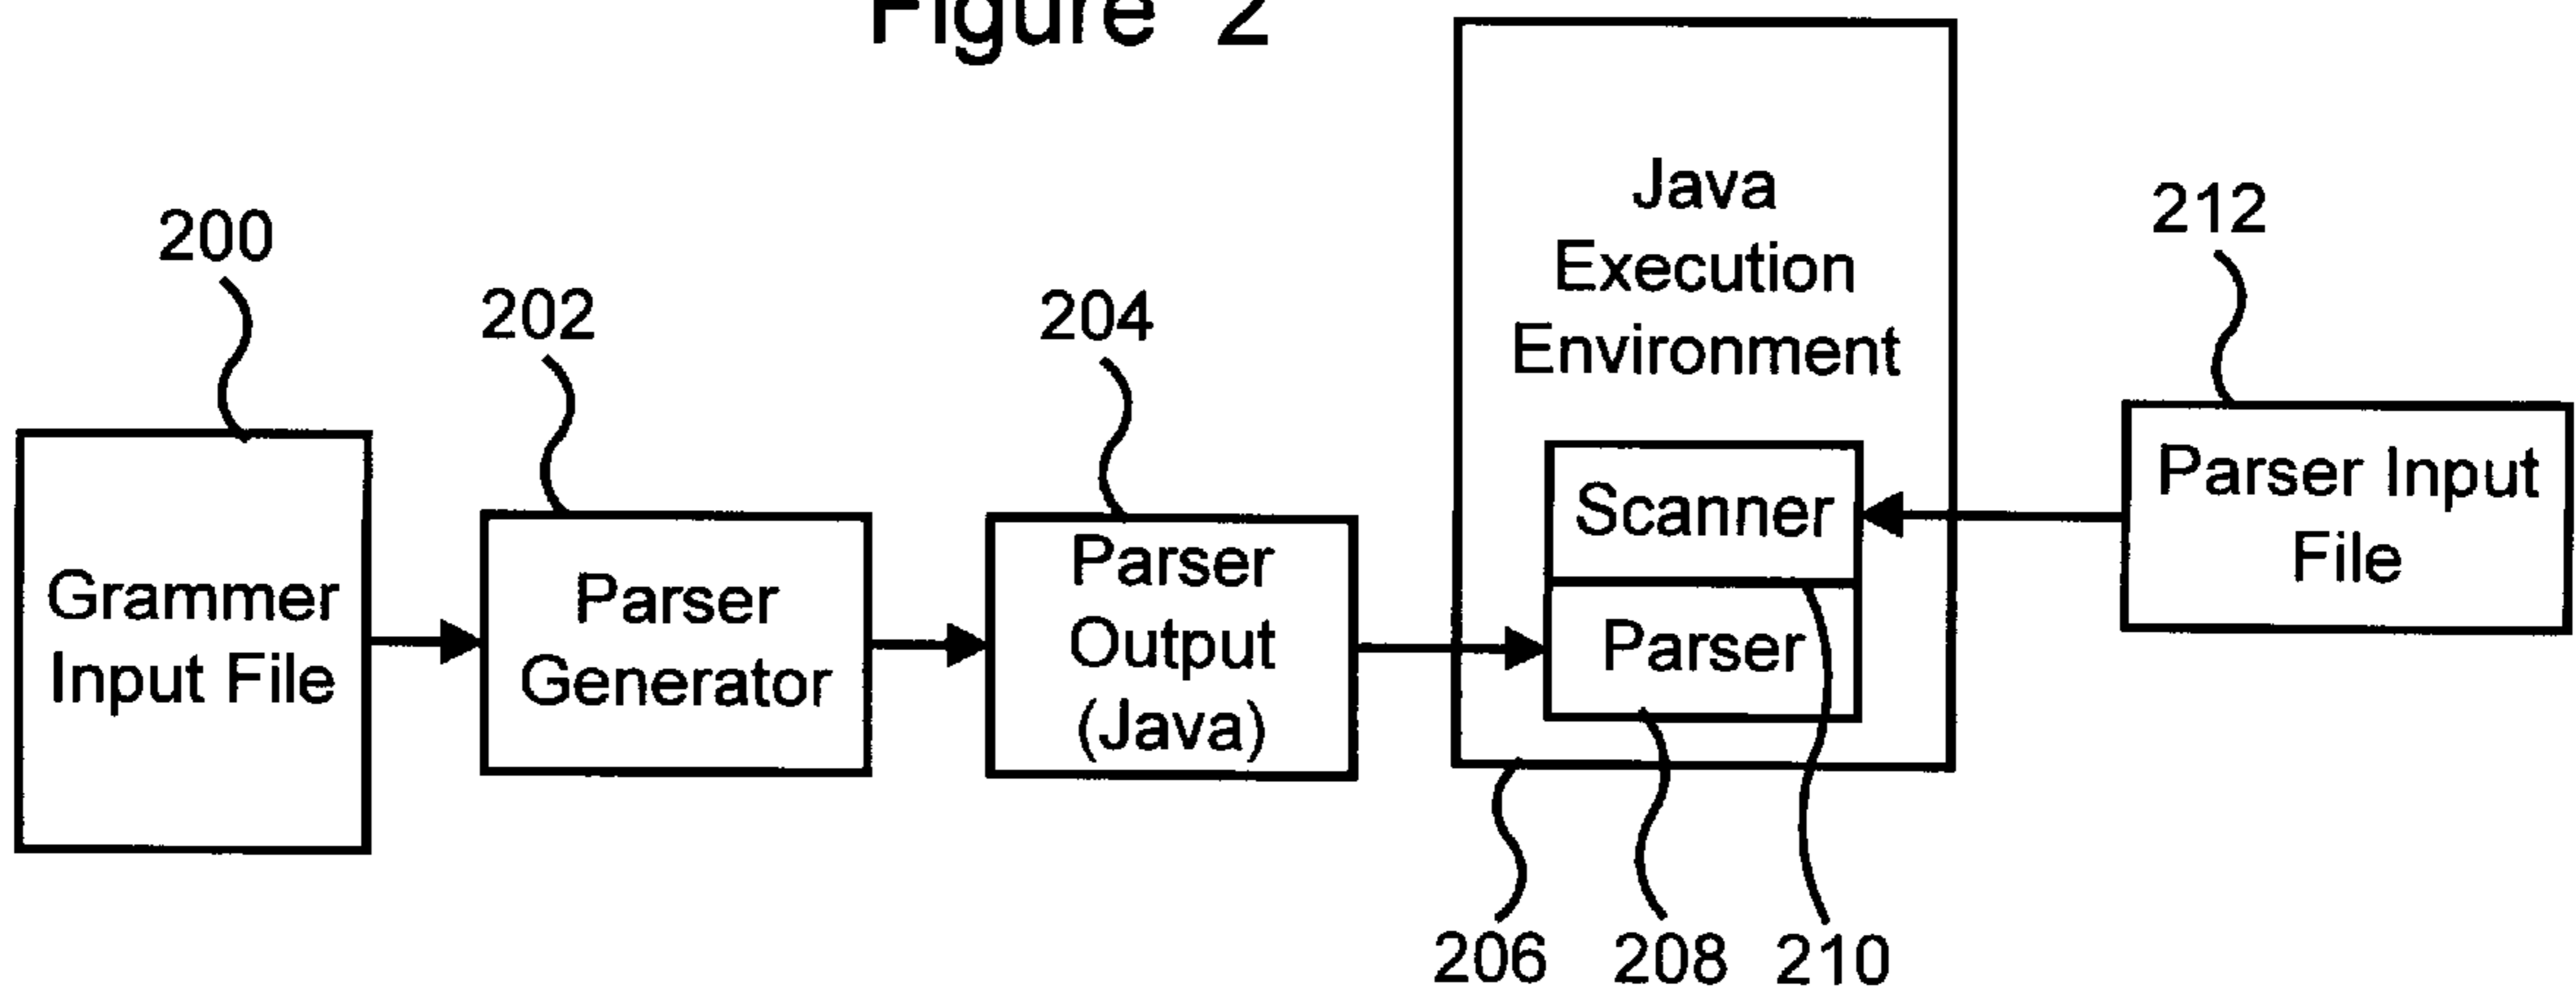 Figure 2
200
202
204
212
Grammer
Input File
Parser
Generator
Parser
Output
(Java)
Java
Execution
Environment
Scanner
Parser
Parser Input
File
206
208
210